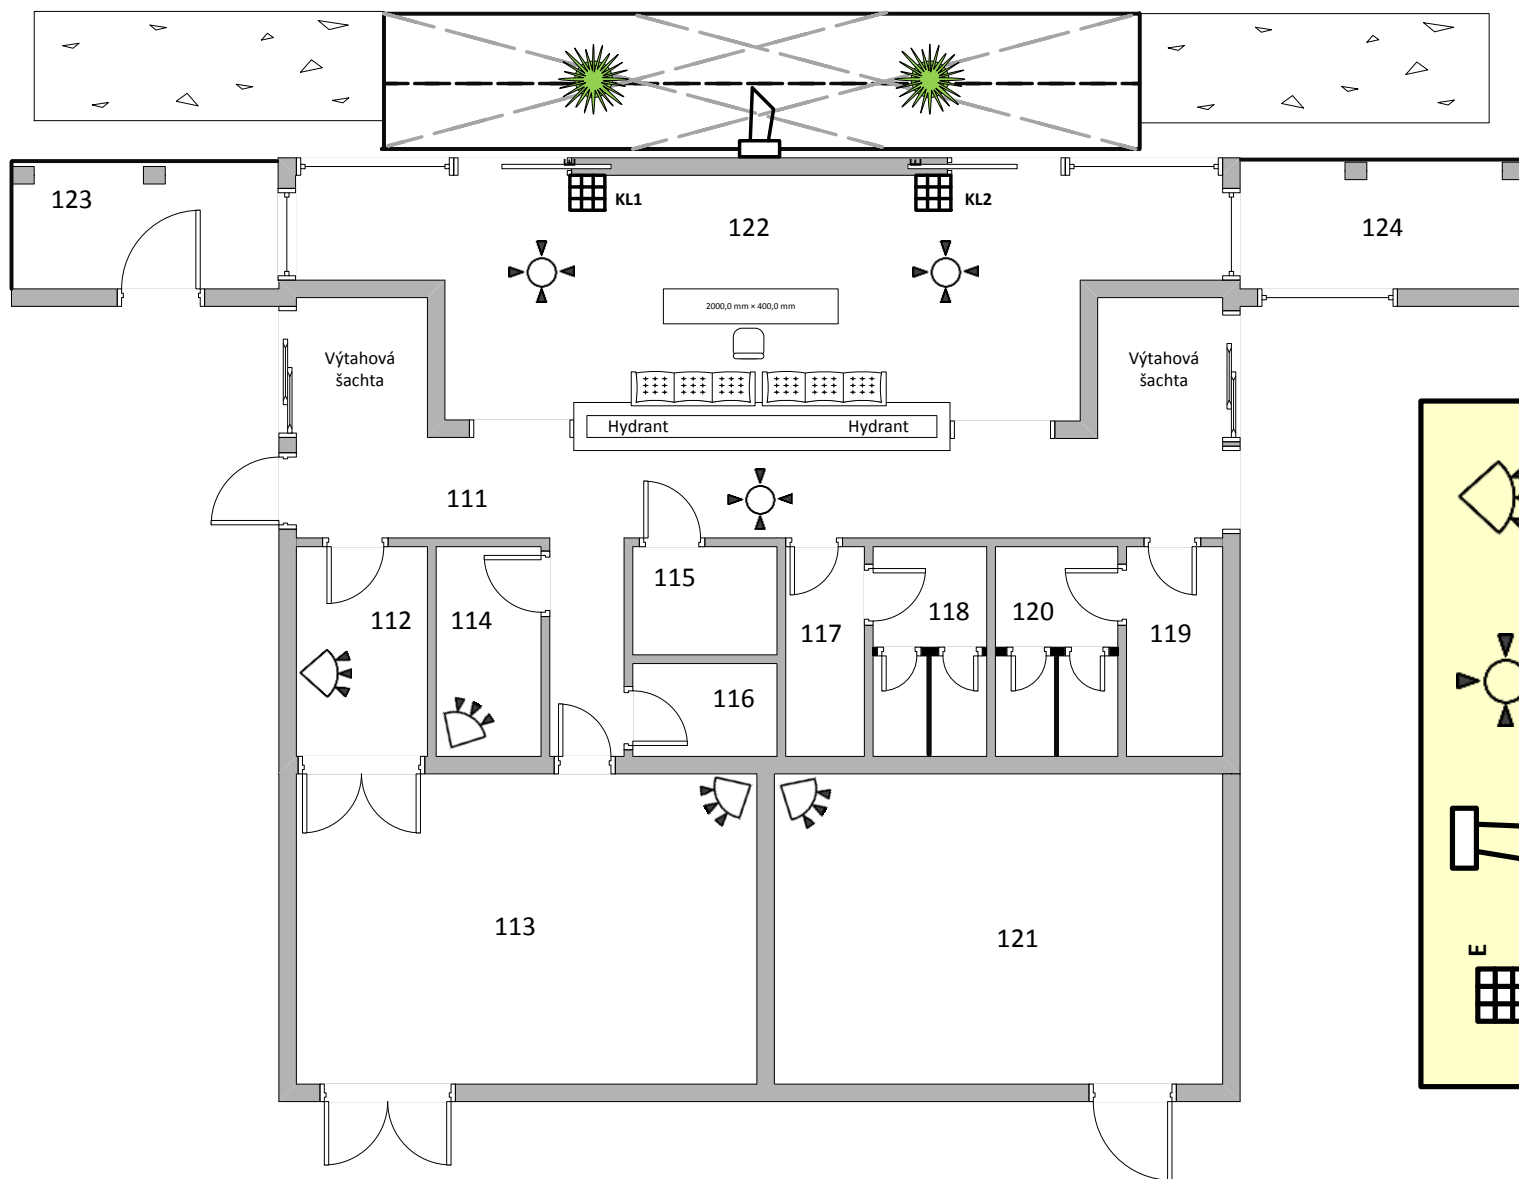 E
E
123
KL1
KL2
122
124
2000,0 mm × 400,0 mm
Výtahová
šachta
Výtahová
šachta
Hydrant
Hydrant
111
115
112
114
118
120
117
119
116
113
121
E